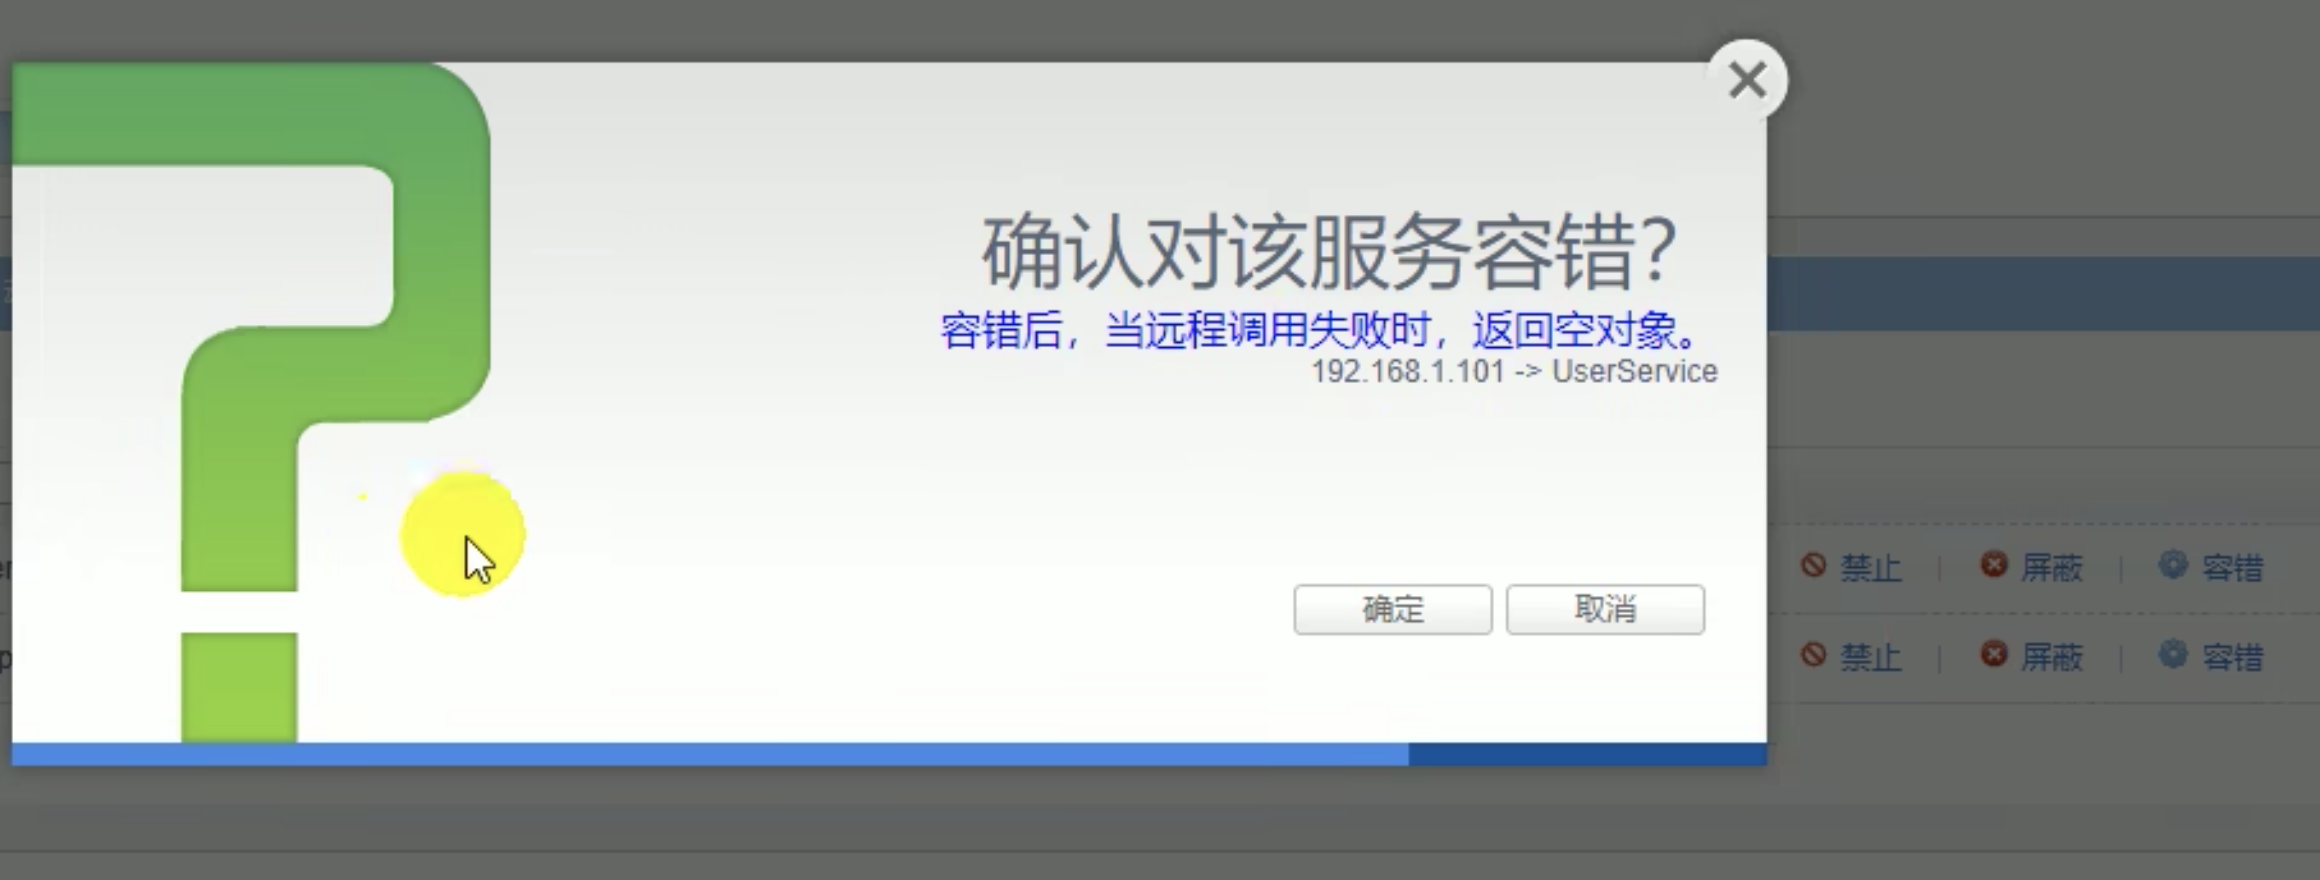 确认对该服务容错?
容错后，当远程调用失败时，返回空对象。
192.168.1.101 -> UserService
禁止 | 屏蔽 | 容错
确定 取消
禁止 | 屏蔽 | 容错